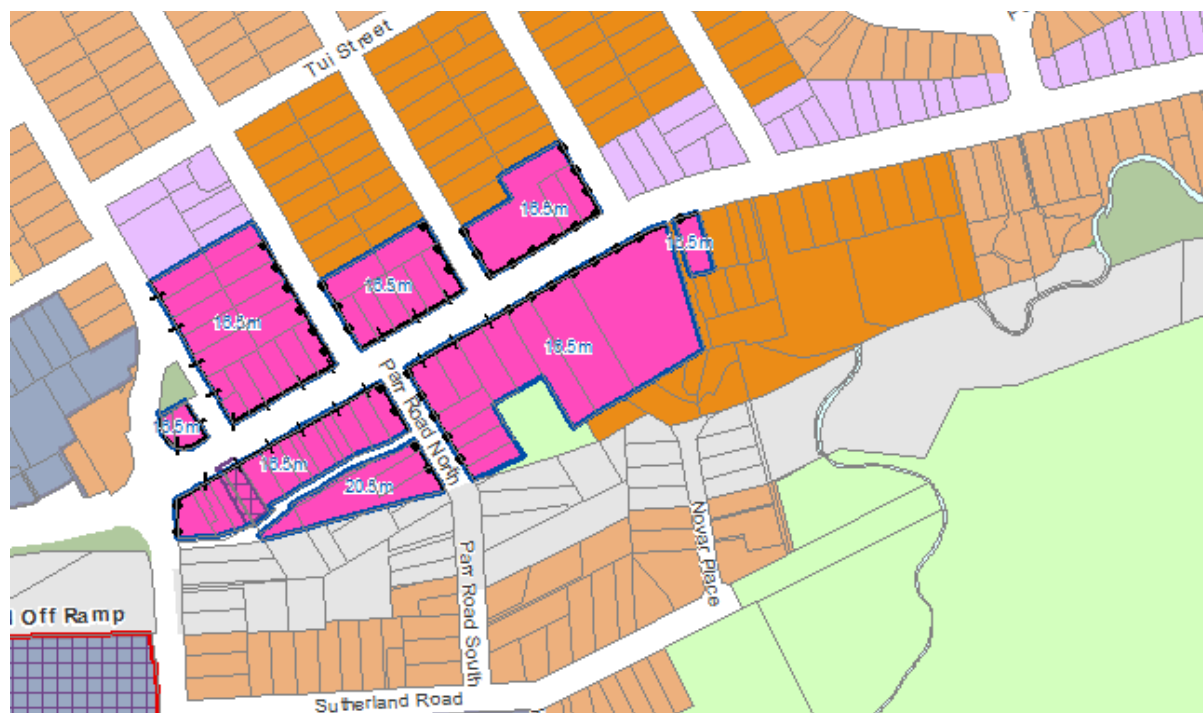 Tui Street
16.5m
16.5m
16.5m
16.5m
16.5m
16.5m
16.5m
20.5m
Parr Road North
Novar Place
Parr Road South
Off Ramp
Sutherland Road